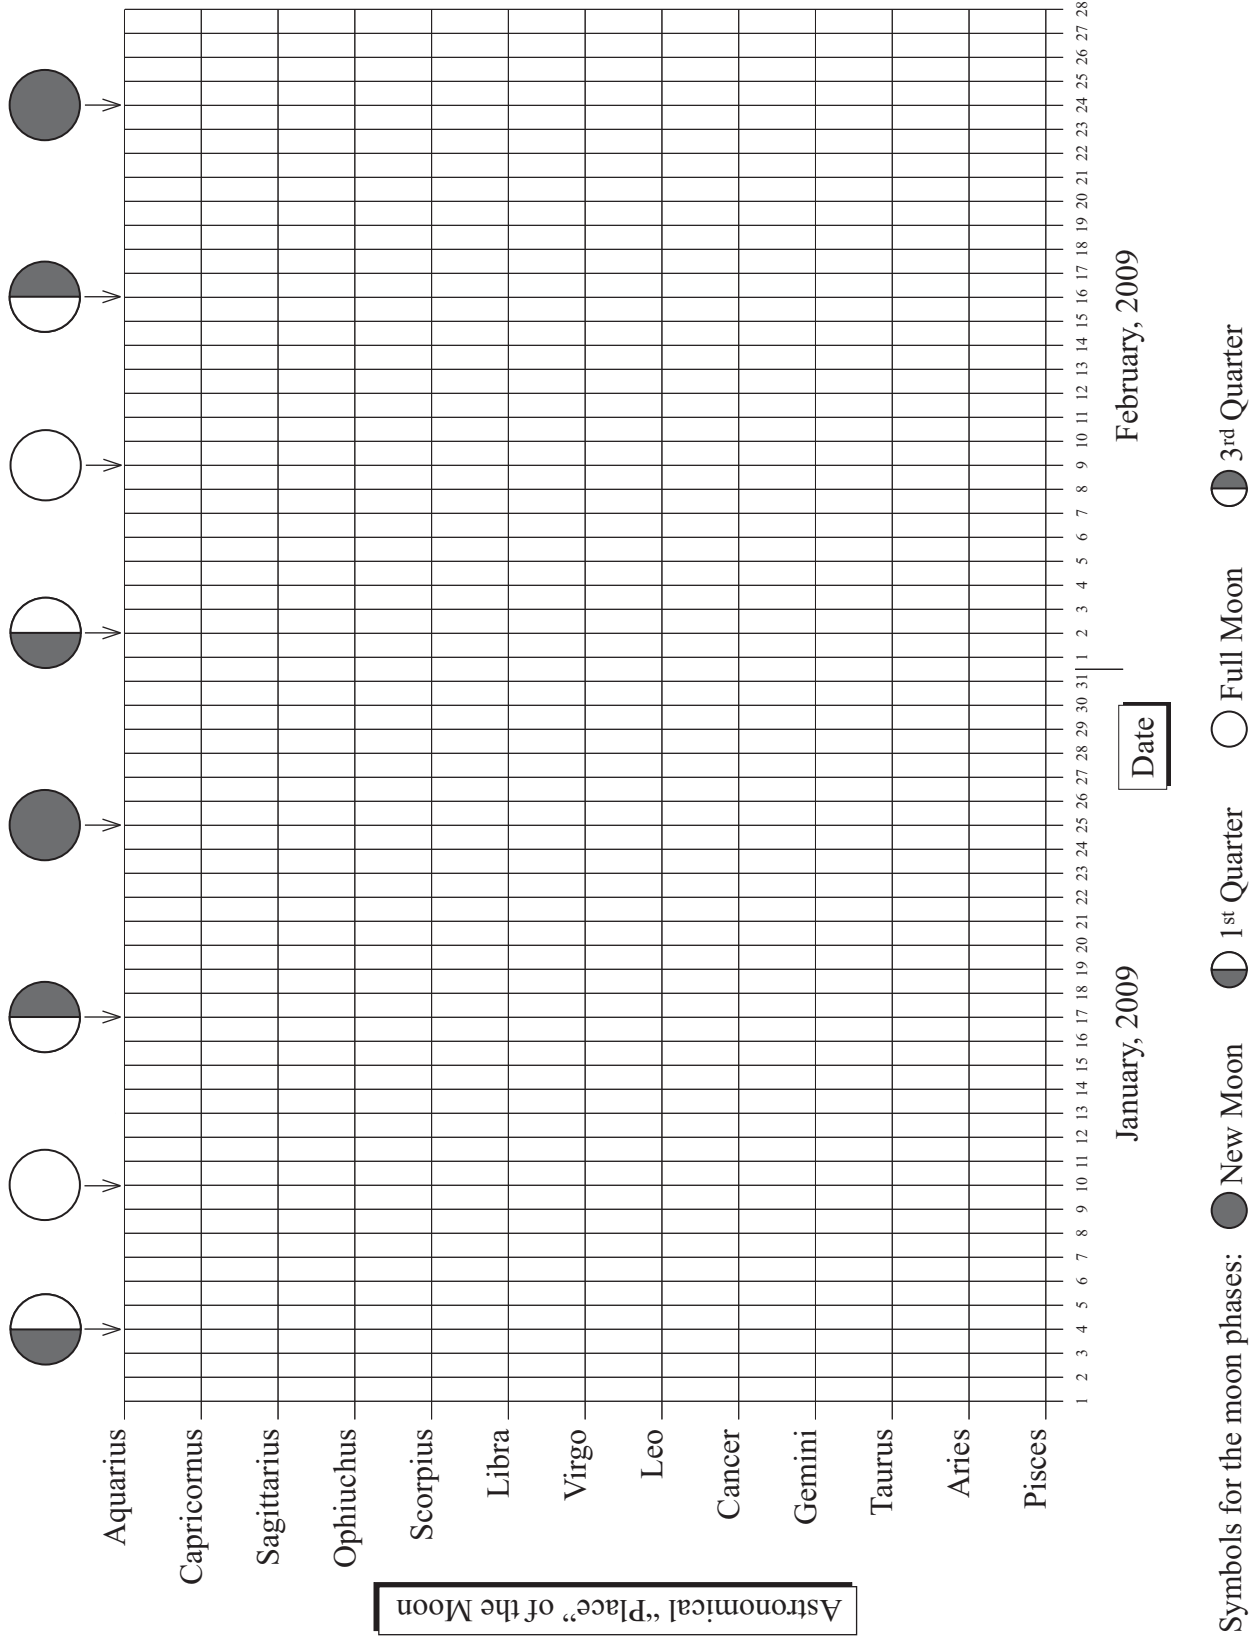 Aquarius
Capricornus
Sagittarius
Ophiuchus
Scorpius
Libra
Virgo
Leo
Cancer
Gemini
Taurus
Aries
Pisces
Astronomical “Place” of the Moon
1 2 3 4 5 6 7 8 9 10 11 12 13 14 15 16 17 18 19 20 21 22 23 24 25 26 27 28 29 30 31 1 2 3 4 5 6 7 8 9 10 11 12 13 14 15 16 17 18 19 20 21 22 23 24 25 26 27 28
January, 2009 February, 2009
Date
Symbols for the moon phases: New Moon 1st Quarter Full Moon 3rd Quarter